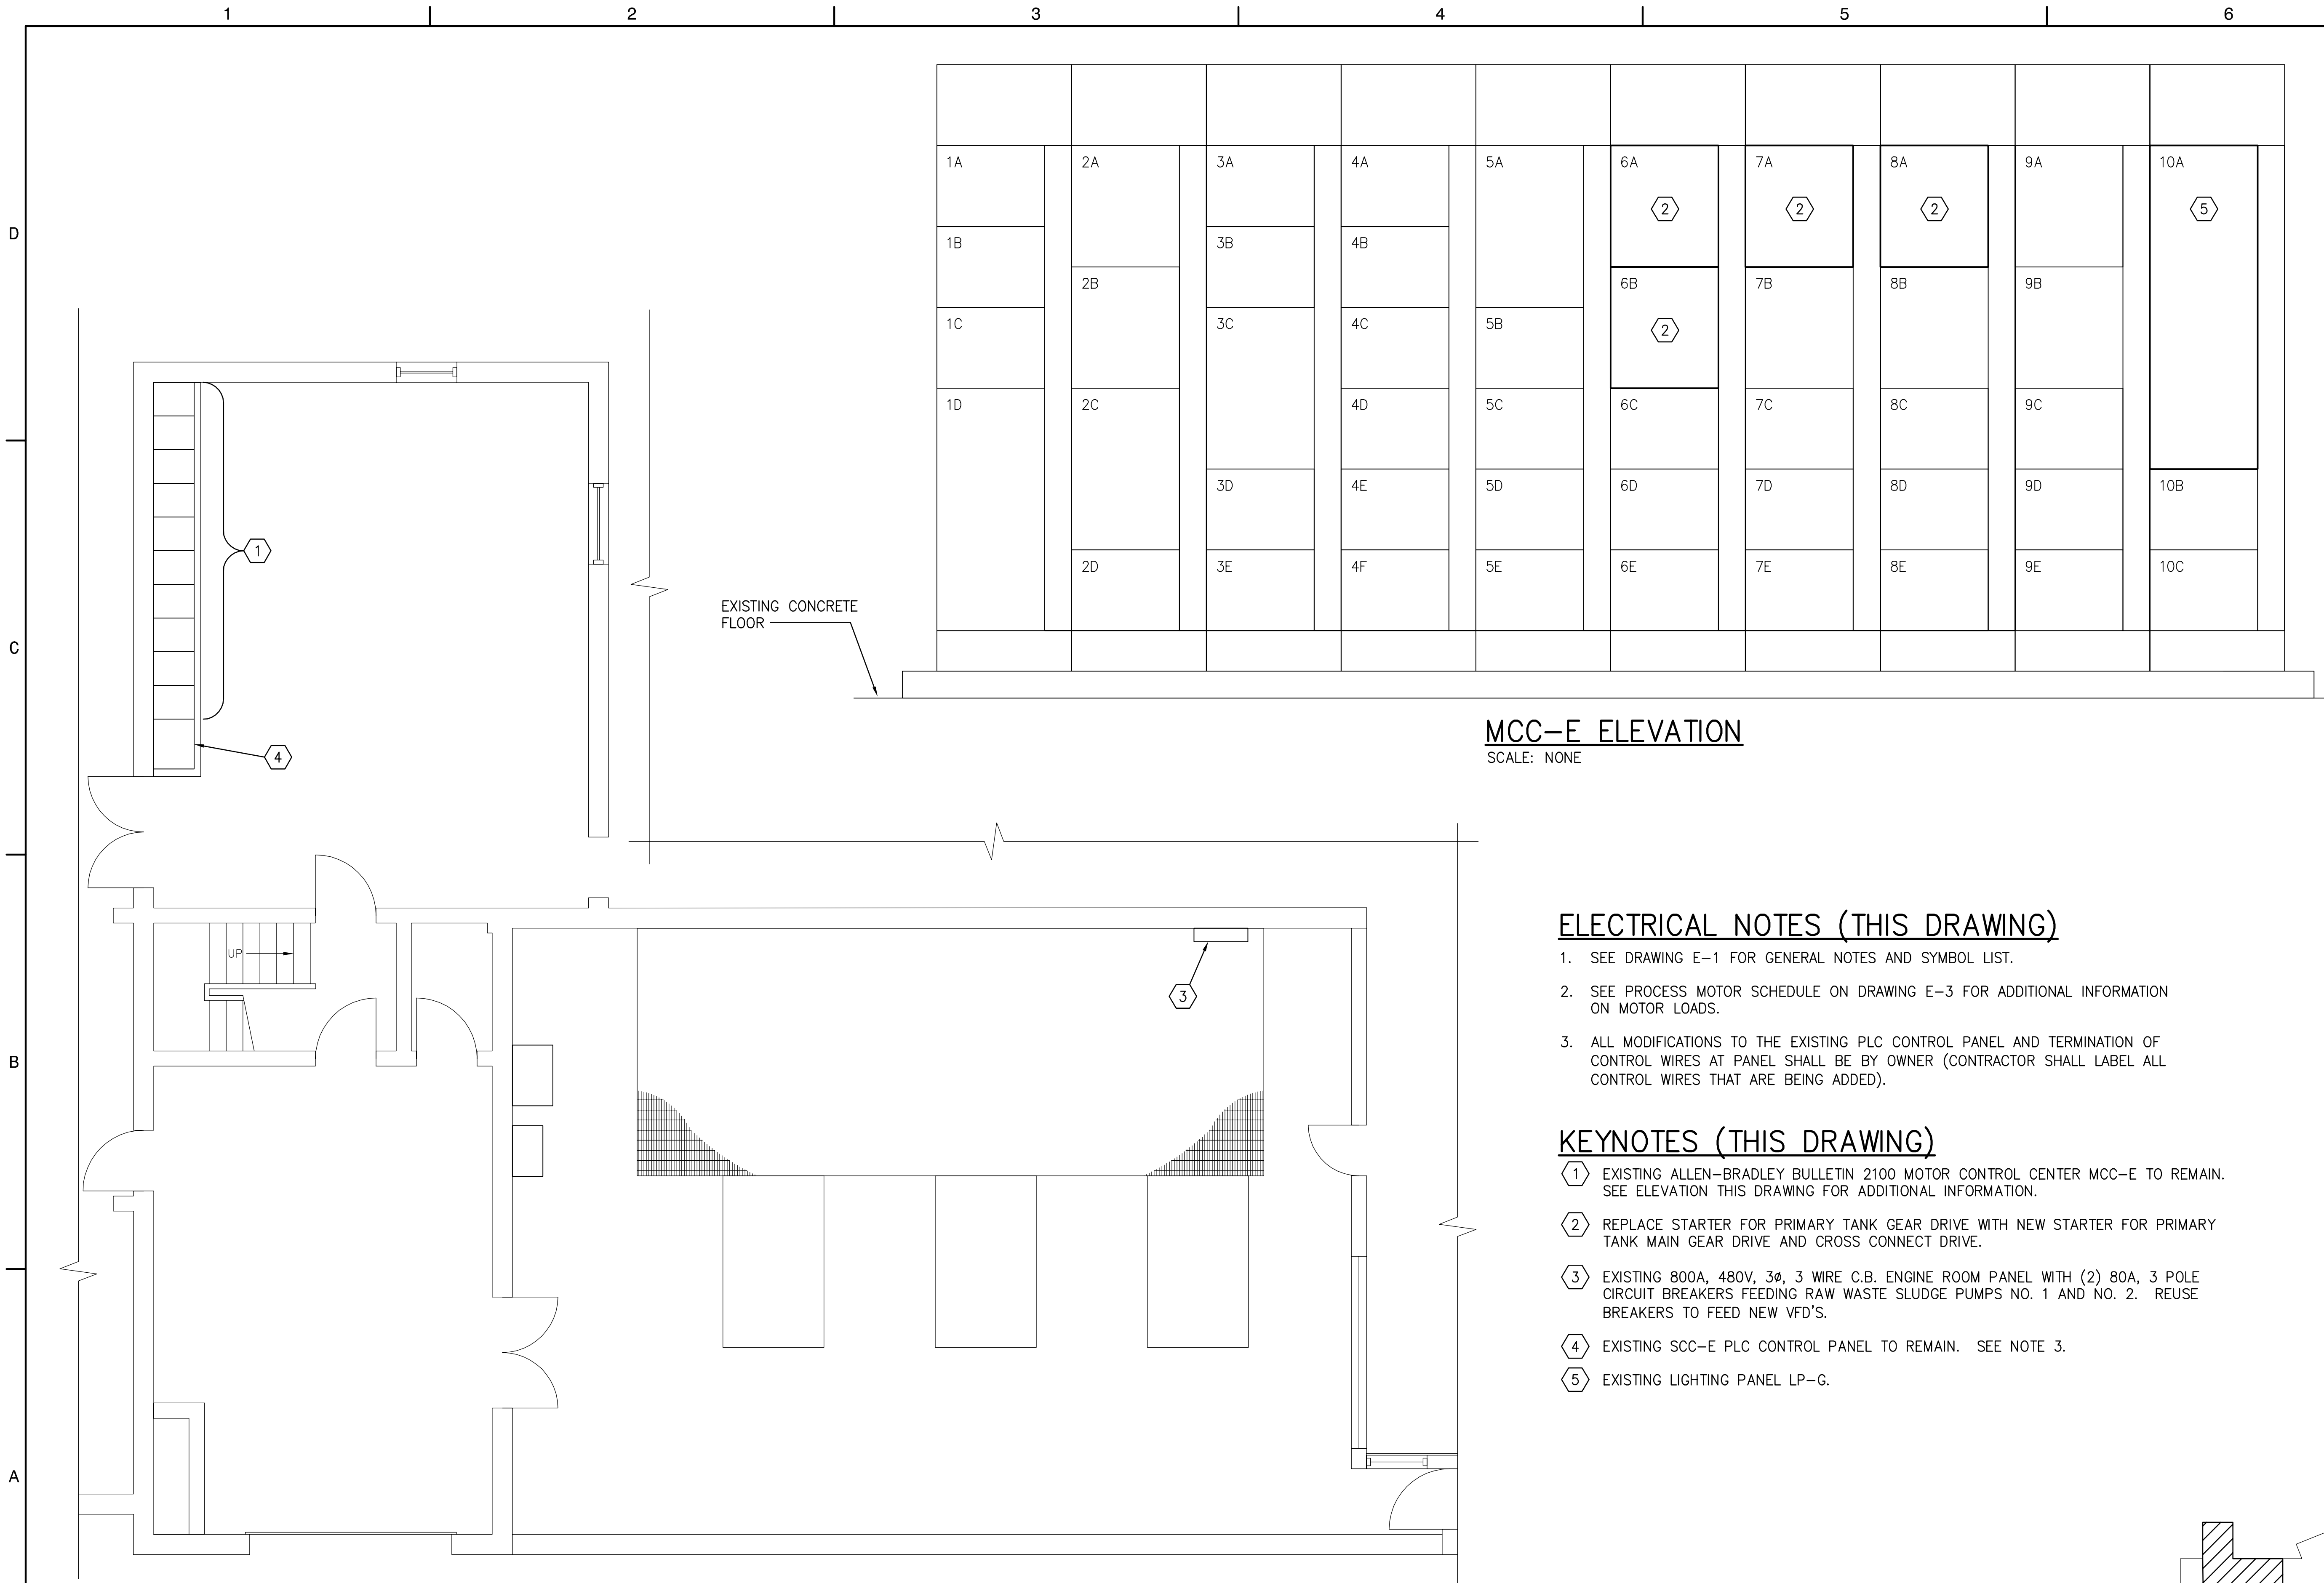 1 2 3 4 5 6
D
C
B
A
1A 2A 3A 4A 5A 6A 7A 8A 9A 10A
2 2 2 5
1B 3B 4B
2B 6B 7B 8B 9B
1C 3C 4C 5B
2
1D 2C 4D 5C 6C 7C 8C 9C
3D 4E 5D 6D 7D 8D 9D 10B
2D 3E 4F 5E 6E 7E 8E 9E 10C
EXISTING CONCRETE
FLOOR
MCC-E ELEVATION
SCALE: NONE
1
4
UP
3
ELECTRICAL NOTES (THIS DRAWING)
1. SEE DRAWING E-1 FOR GENERAL NOTES AND SYMBOL LIST.
2. SEE PROCESS MOTOR SCHEDULE ON DRAWING E-3 FOR ADDITIONAL INFORMATION
ON MOTOR LOADS.
3. ALL MODIFICATIONS TO THE EXISTING PLC CONTROL PANEL AND TERMINATION OF
CONTROL WIRES AT PANEL SHALL BE BY OWNER (CONTRACTOR SHALL LABEL ALL
CONTROL WIRES THAT ARE BEING ADDED).
KEYNOTES (THIS DRAWING)
1 EXISTING ALLEN-BRADLEY BULLETIN 2100 MOTOR CONTROL CENTER MCC-E TO REMAIN.
SEE ELEVATION THIS DRAWING FOR ADDITIONAL INFORMATION.
2 REPLACE STARTER FOR PRIMARY TANK GEAR DRIVE WITH NEW STARTER FOR PRIMARY
TANK MAIN GEAR DRIVE AND CROSS CONNECT DRIVE.
3 EXISTING 800A, 480V, 3ø, 3 WIRE C.B. ENGINE ROOM PANEL WITH (2) 80A, 3 POLE
CIRCUIT BREAKERS FEEDING RAW WASTE SLUDGE PUMPS NO. 1 AND NO. 2. REUSE
BREAKERS TO FEED NEW VFD'S.
4 EXISTING SCC-E PLC CONTROL PANEL TO REMAIN. SEE NOTE 3.
5 EXISTING LIGHTING PANEL LP-G.